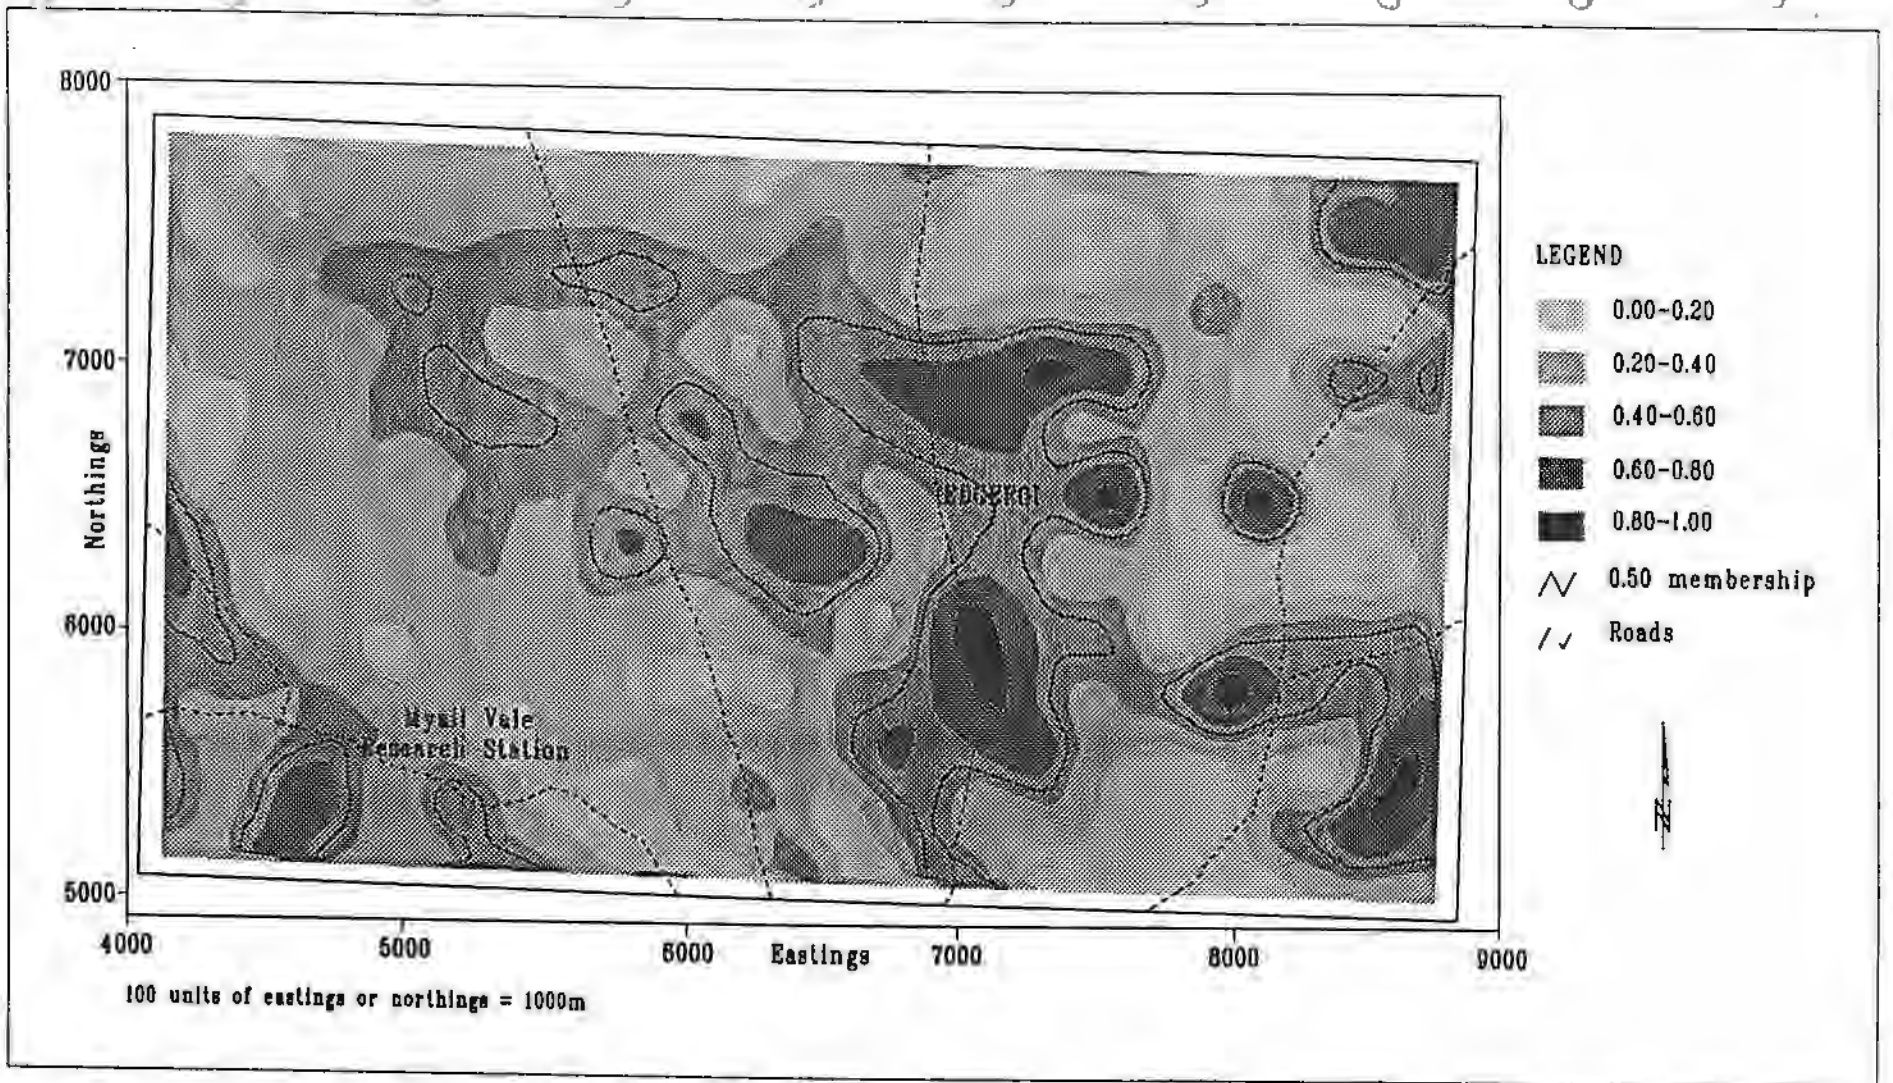 8000
7000
6000
5000
Northings
4000
5000
6000
7000
8000
9000
Eastings
100 units of eastings or northings = 1000m
Myall Vale
Research Station
LEGEND
0.00-0.20
0.20-0.40
0.40-0.60
0.60-0.80
0.80-1.00
0.50 membership
Roads
N